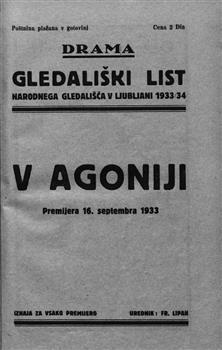 Poštnina plačana v gotovini Cena 2 Din
DRAMA
GLEDALIŠKI LIST
NARODNEGA GLEDALIŠČA V LJUBLJANI 1933/34
V AGONIJI
Premijera 16. septembra 1933
IZHAJA ZA VSAKO PREMIJERO UREDNIK: FR. LIPAH